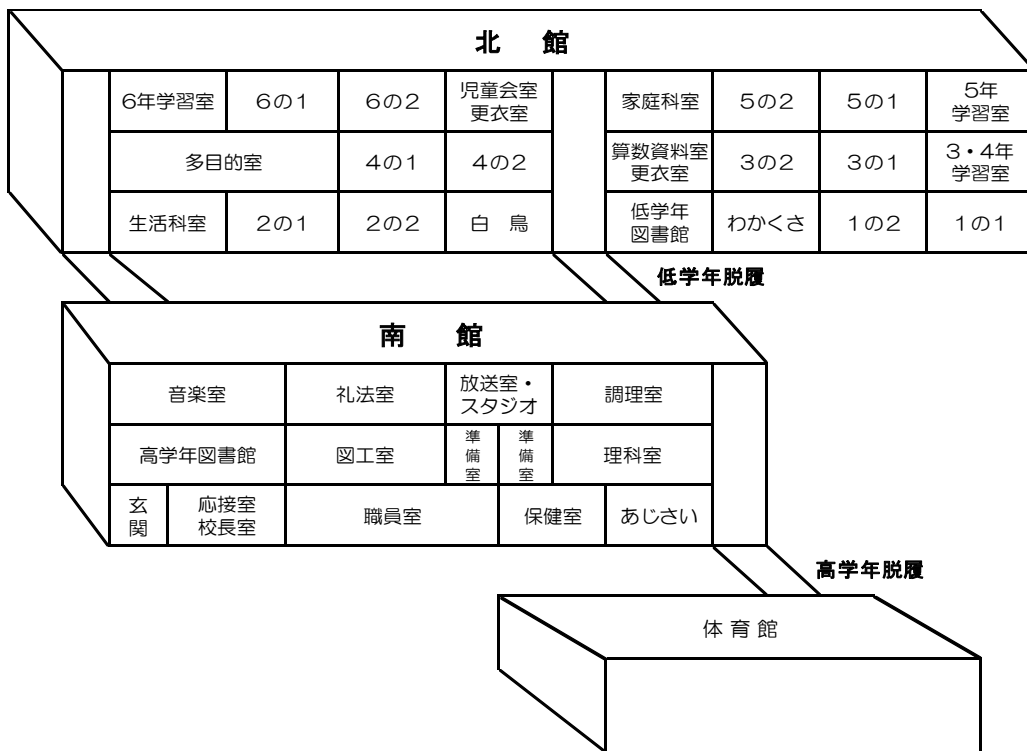 北 館
6年学習室 6の1 6の2 児童会室 家庭科室 5の2 5の1 5年
更衣室 学習室
多目的室 4の1 4の2 算数資料室 3の2 3の1 3・4年
更衣室 学習室
生活科室 2の1 2の2 白 鳥 低学年 わかくさ 1の2 1の1
図書館
低学年脱履
南 館
音楽室 礼法室 放送室・ 調理室
スタジオ
高学年図書館 図工室 準備室 準備室 理科室
玄関 応接室 職員室 保健室 あじさい
校長室
高学年脱履
体 育 館